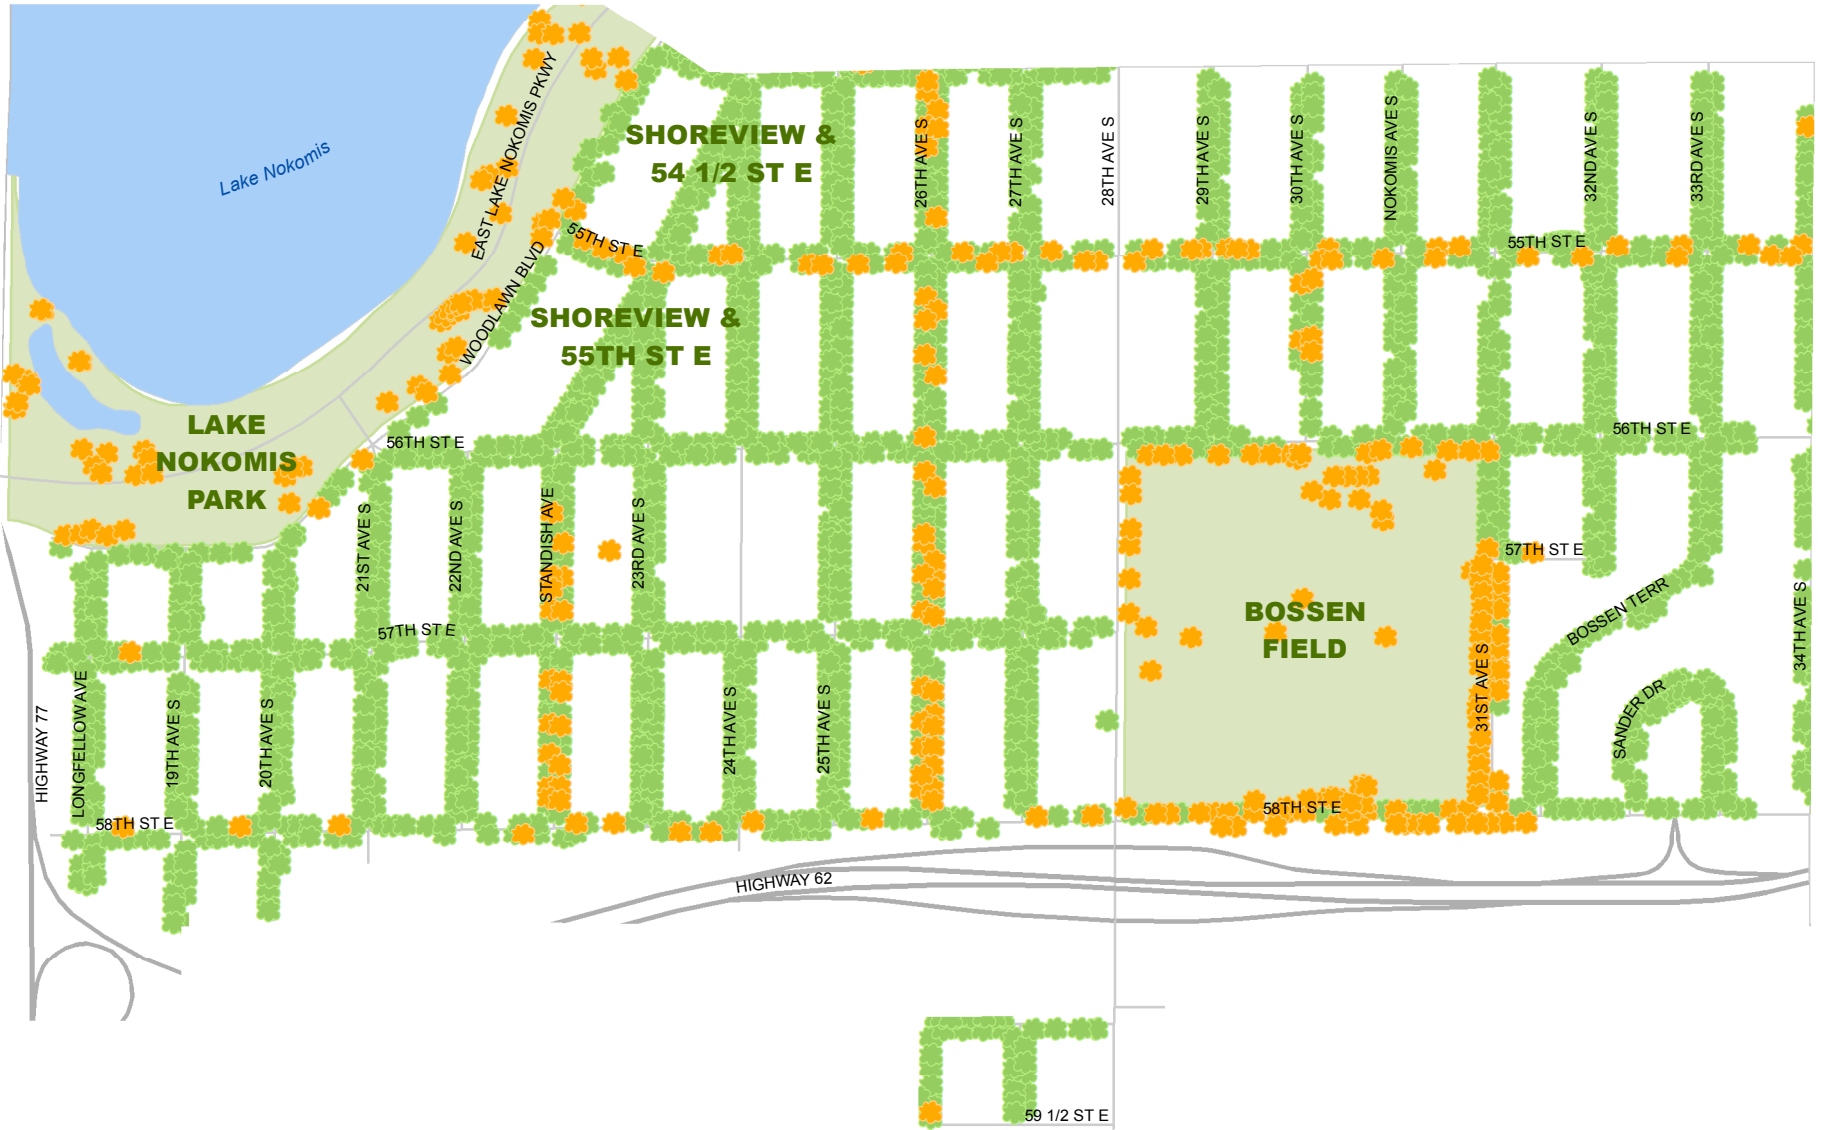 EAST LAKE NOKOMIS PKWY
Lake Nokomis
SHOREVIEW &
54 1/2 ST E
26TH AVE S
27TH AVE S
28TH AVE S
29TH AVE S
30TH AVE S
NOKOMIS AVE S
32ND AVE S
33RD AVE S
55TH ST E
55TH ST E
WOODLAWN BLVD
SHOREVIEW &
55TH ST E
LAKE
NOKOMIS
PARK
56TH ST E
56TH ST E
21ST AVE S
22ND AVE S
STANDISH AVE
23RD AVE S
57TH ST E
BOSSEN
FIELD
BOSSEN TERR
34TH AVE S
57TH ST E
31ST AVE S
SANDER DR
HIGHWAY 77
LONGFELLOW AVE
19TH AVE S
20TH AVE S
24TH AVE S
25TH AVE S
58TH ST E
58TH ST E
HIGHWAY 62
59 1/2 ST E